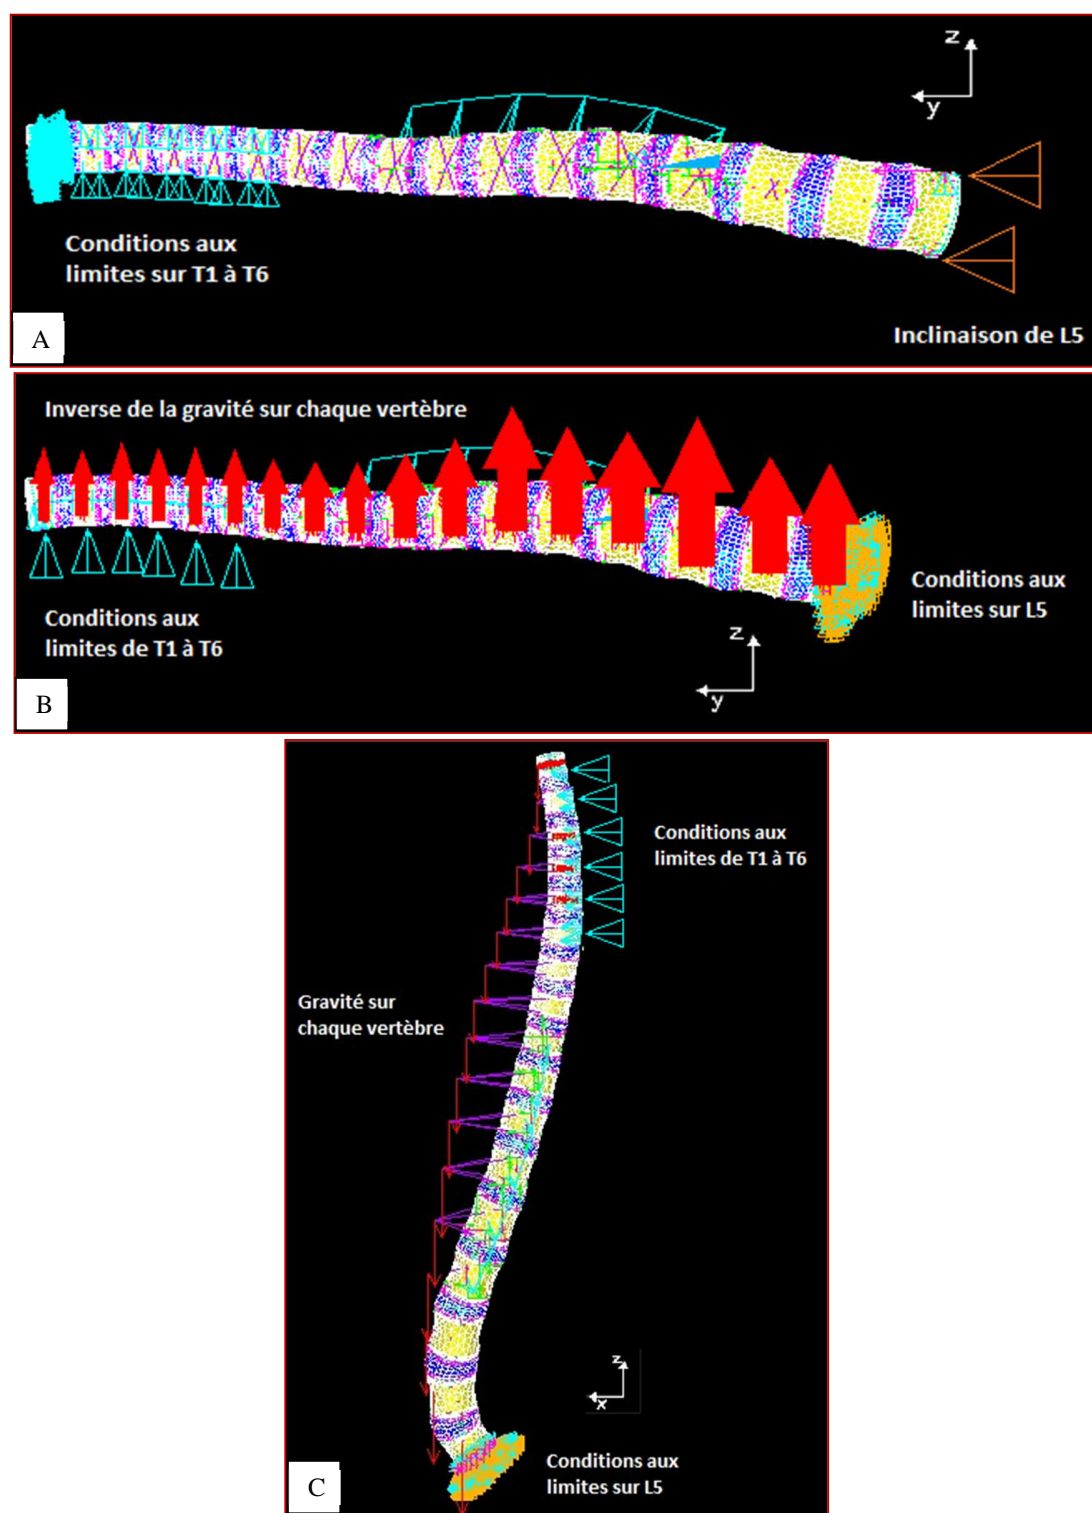 z
y
Conditions aux
limites sur T1 à T6
A
Inclinaison de L5
Inverse de la gravité sur chaque vertèbre
Conditions aux
limites sur L5
Conditions aux
limites de T1 à T6
z
y
B
Conditions aux
limites de T1 à T6
Gravité sur
chaque vertèbre
z
x
Conditions aux
limites sur L5
C